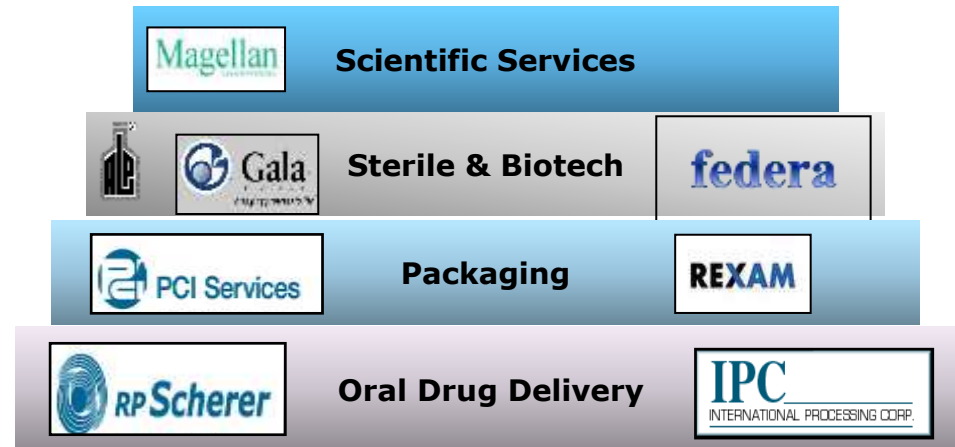 Magellan
Scientific Services
ALP
Gala
Sterile & Biotech
federa
PCI Services
Packaging
REXAM
RP Scherer
Oral Drug Delivery
IPC
INTERNATIONAL PROCESSING CORP.